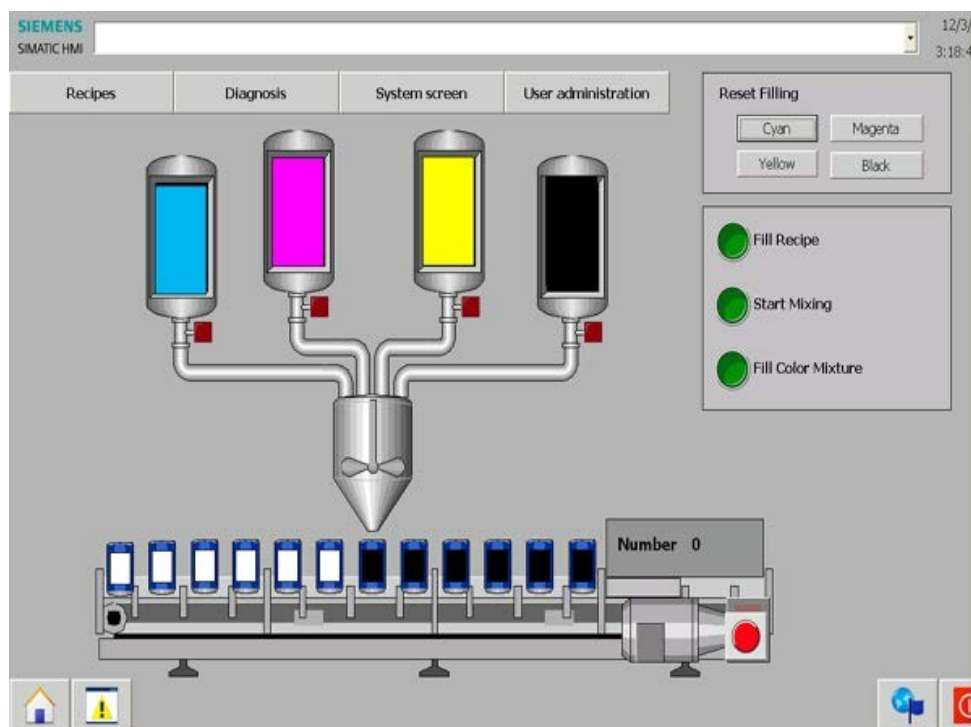 SIEMENS
SIMATIC HMI
12/3/
3:18:4
Recipes
Diagnosis
System screen
User administration
Reset Filling
Cyan
Magenta
Yellow
Black
Fill Recipe
Start Mixing
Fill Color Mixture
Number 0